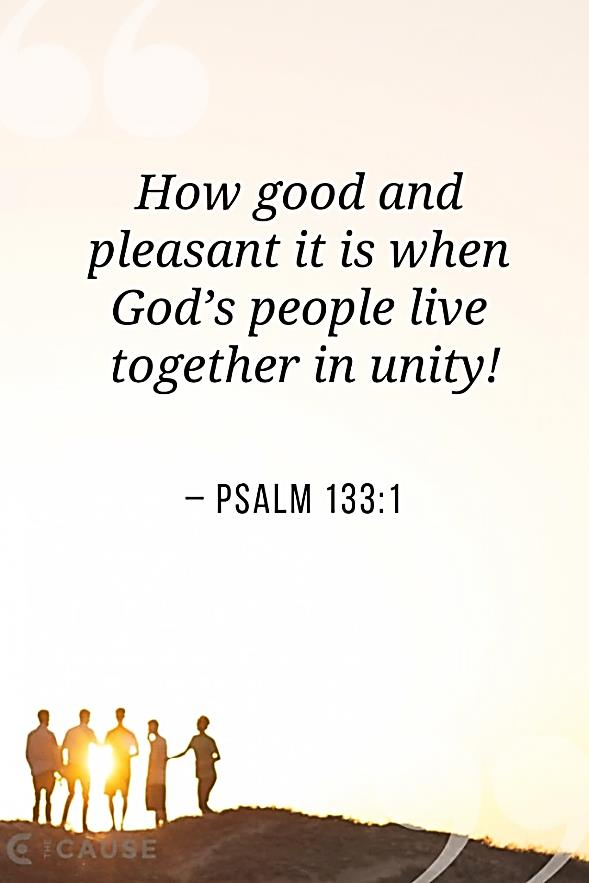 How good and
pleasant it is when
God’s people live
together in unity!
– PSALM 133:1
THE CAUSE